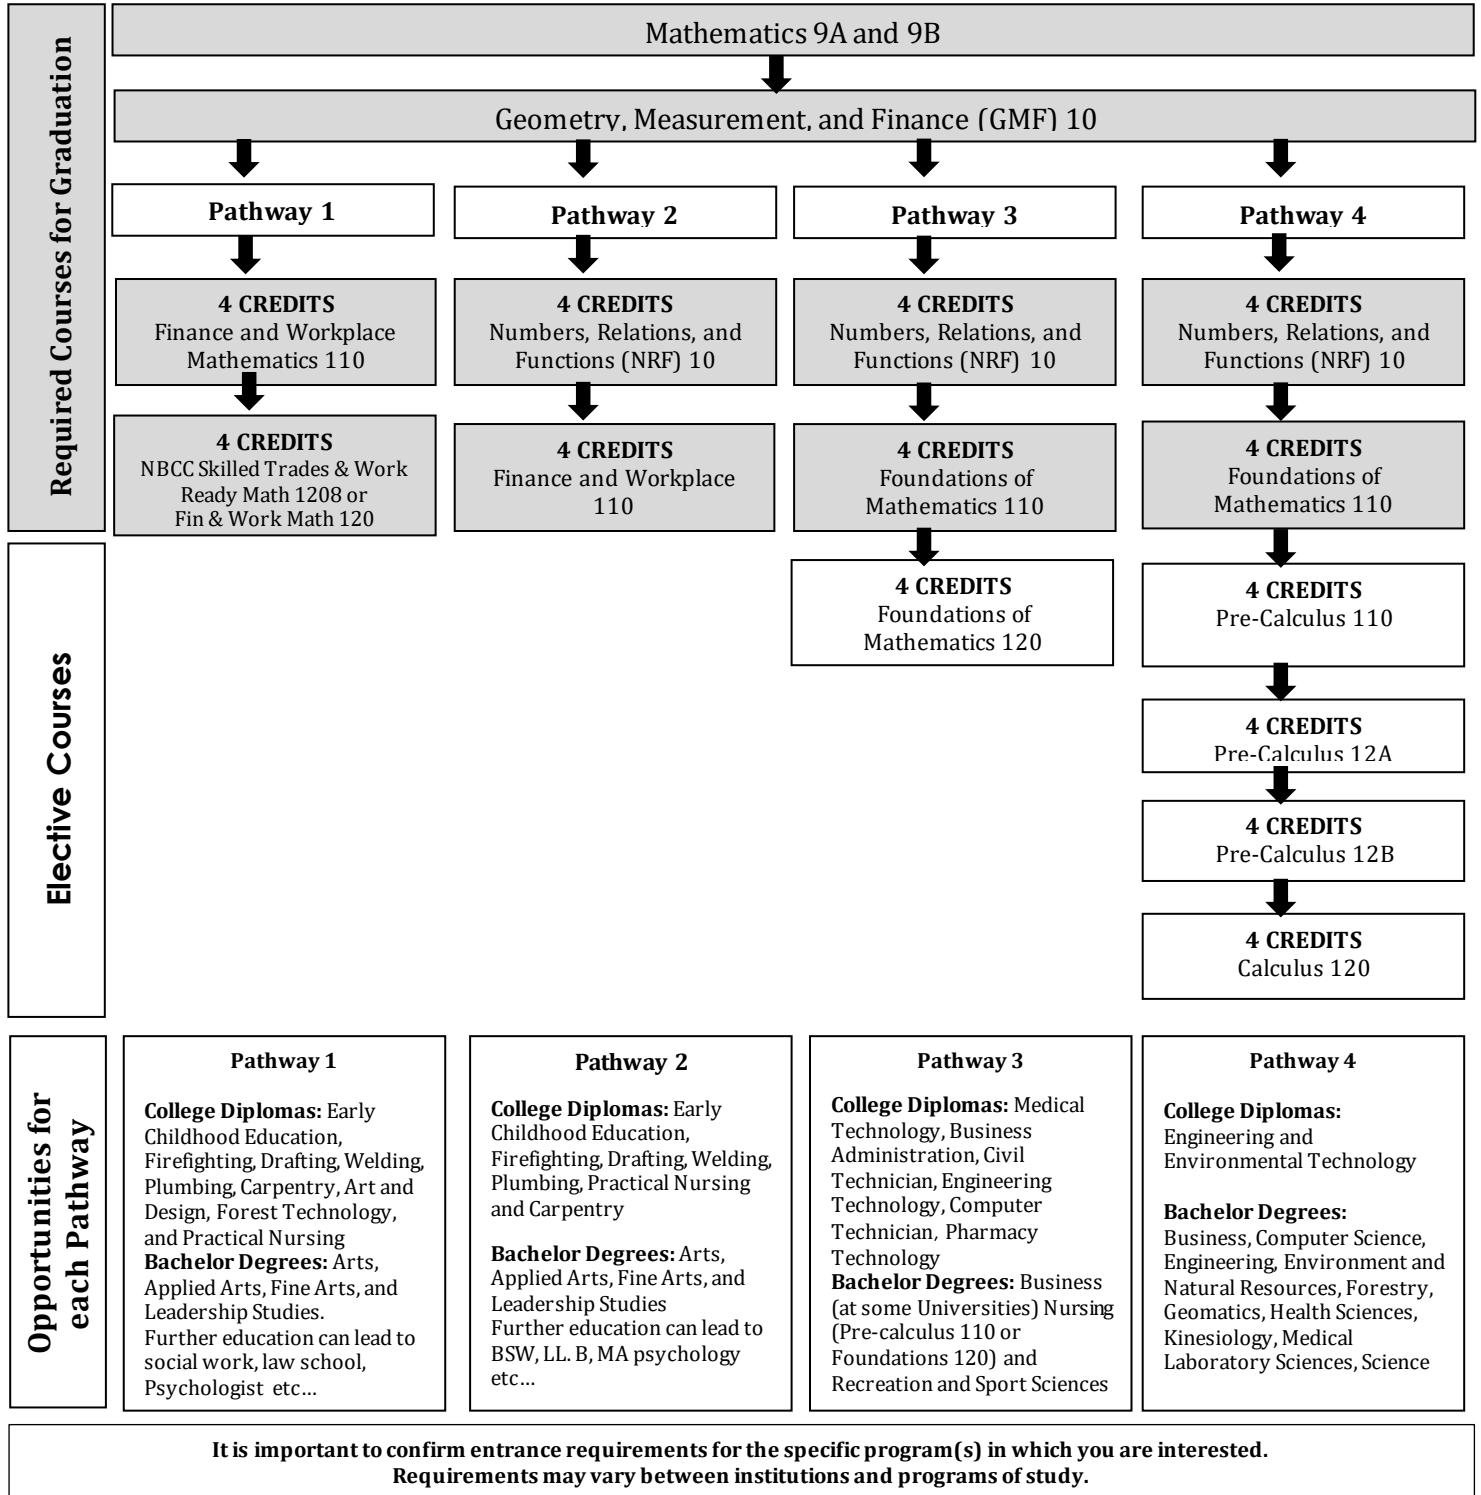 Required Courses for Graduation
Mathematics 9A and 9B
Geometry, Measurement, and Finance (GMF) 10
Pathway 1
Pathway 2
Pathway 3
Pathway 4
4 CREDITS
Finance and Workplace
Mathematics 110
4 CREDITS
Numbers, Relations, and
Functions (NRF) 10
4 CREDITS
Numbers, Relations, and
Functions (NRF) 10
4 CREDITS
Numbers, Relations, and
Functions (NRF) 10
4 CREDITS
NBCC Skilled Trades & Work
Ready Math 1208 or
Fin & Work Math 120
4 CREDITS
Finance and Workplace
110
4 CREDITS
Foundations of
Mathematics 110
4 CREDITS
Foundations of
Mathematics 110
Elective Courses
4 CREDITS
Foundations of
Mathematics 120
4 CREDITS
Pre-Calculus 110
4 CREDITS
Pre-Calculus 12A
4 CREDITS
Pre-Calculus 12B
4 CREDITS
Calculus 120
Opportunities for
each Pathway
Pathway 1
College Diplomas: Early
Childhood Education,
Firefighting, Drafting, Welding,
Plumbing, Carpentry, Art and
Design, Forest Technology,
and Practical Nursing
Bachelor Degrees: Arts,
Applied Arts, Fine Arts, and
Leadership Studies.
Further education can lead to
social work, law school,
Psychologist etc…
Pathway 2
College Diplomas: Early
Childhood Education,
Firefighting, Drafting, Welding,
Plumbing, Practical Nursing
and Carpentry
Bachelor Degrees: Arts,
Applied Arts, Fine Arts, and
Leadership Studies
Further education can lead to
BSW, LL. B, MA psychology
etc…
Pathway 3
College Diplomas: Medical
Technology, Business
Administration, Civil
Technician, Engineering
Technology, Computer
Technician, Pharmacy
Technology
Bachelor Degrees: Business
(at some Universities) Nursing
(Pre-calculus 110 or
Foundations 120) and
Recreation and Sport Sciences
Pathway 4
College Diplomas:
Engineering and
Environmental Technology
Bachelor Degrees:
Business, Computer Science,
Engineering, Environment and
Natural Resources, Forestry,
Geomatics, Health Sciences,
Kinesiology, Medical
Laboratory Sciences, Science
It is important to confirm entrance requirements for the specific program(s) in which you are interested.
Requirements may vary between institutions and programs of study.